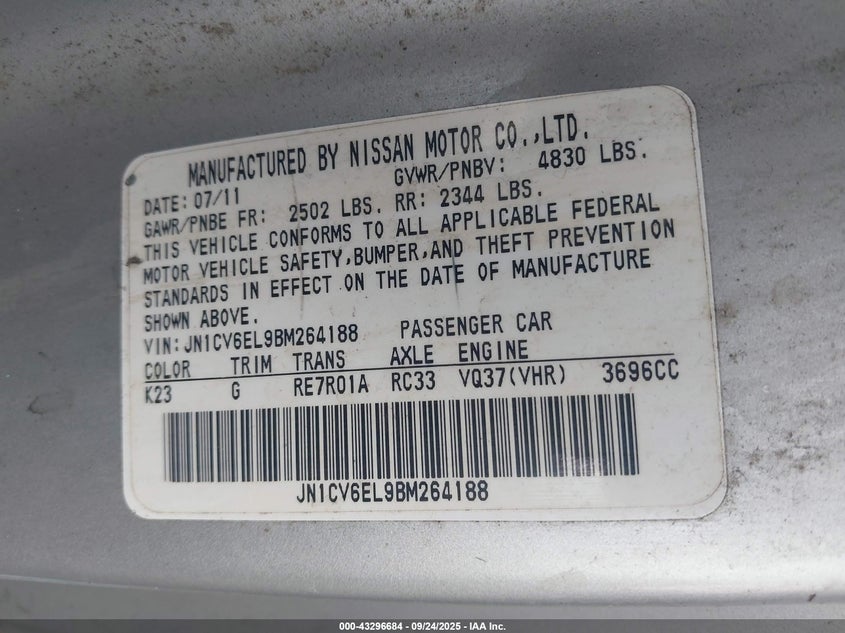 MANUFACTURED BY NISSAN MOTOR CO.,LTD.
DATE: 07/11 GVWR/PNBV: 4830 LBS.
GAWR/PNBE FR: 2502 LBS. RR: 2344 LBS.
THIS VEHICLE CONFORMS TO ALL APPLICABLE FEDERAL
MOTOR VEHICLE SAFETY,BUMPER,AND THEFT PREVENTION
STANDARDS IN EFFECT ON THE DATE OF MANUFACTURE
SHOWN ABOVE.
VIN:JN1CV6EL9BM264188 PASSENGER CAR
COLOR TRIM TRANS AXLE ENGINE
K23 G RE7R01A RC33 VQ37(VHR) 3696CC
JN1CV6EL9BM264188
000-43296684 - 09/24/2025 - IAA Inc.